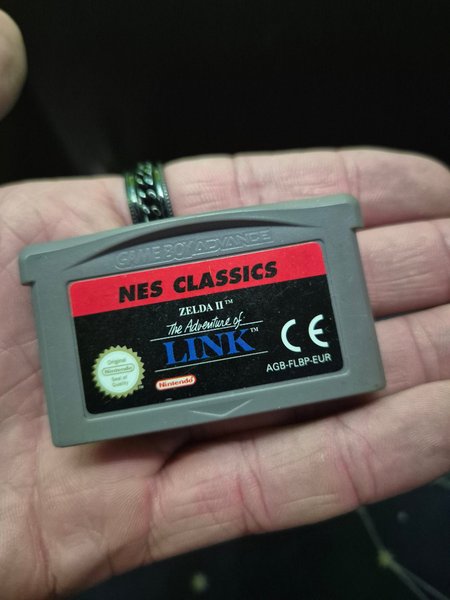 GAME BOY ADVANCE
NES CLASSICS
ZELDA II™
The Adventure of
LINK™
CE
AGB-FLBP-EUR
Original
Nintendo
Seal of
Quality
Nintendo